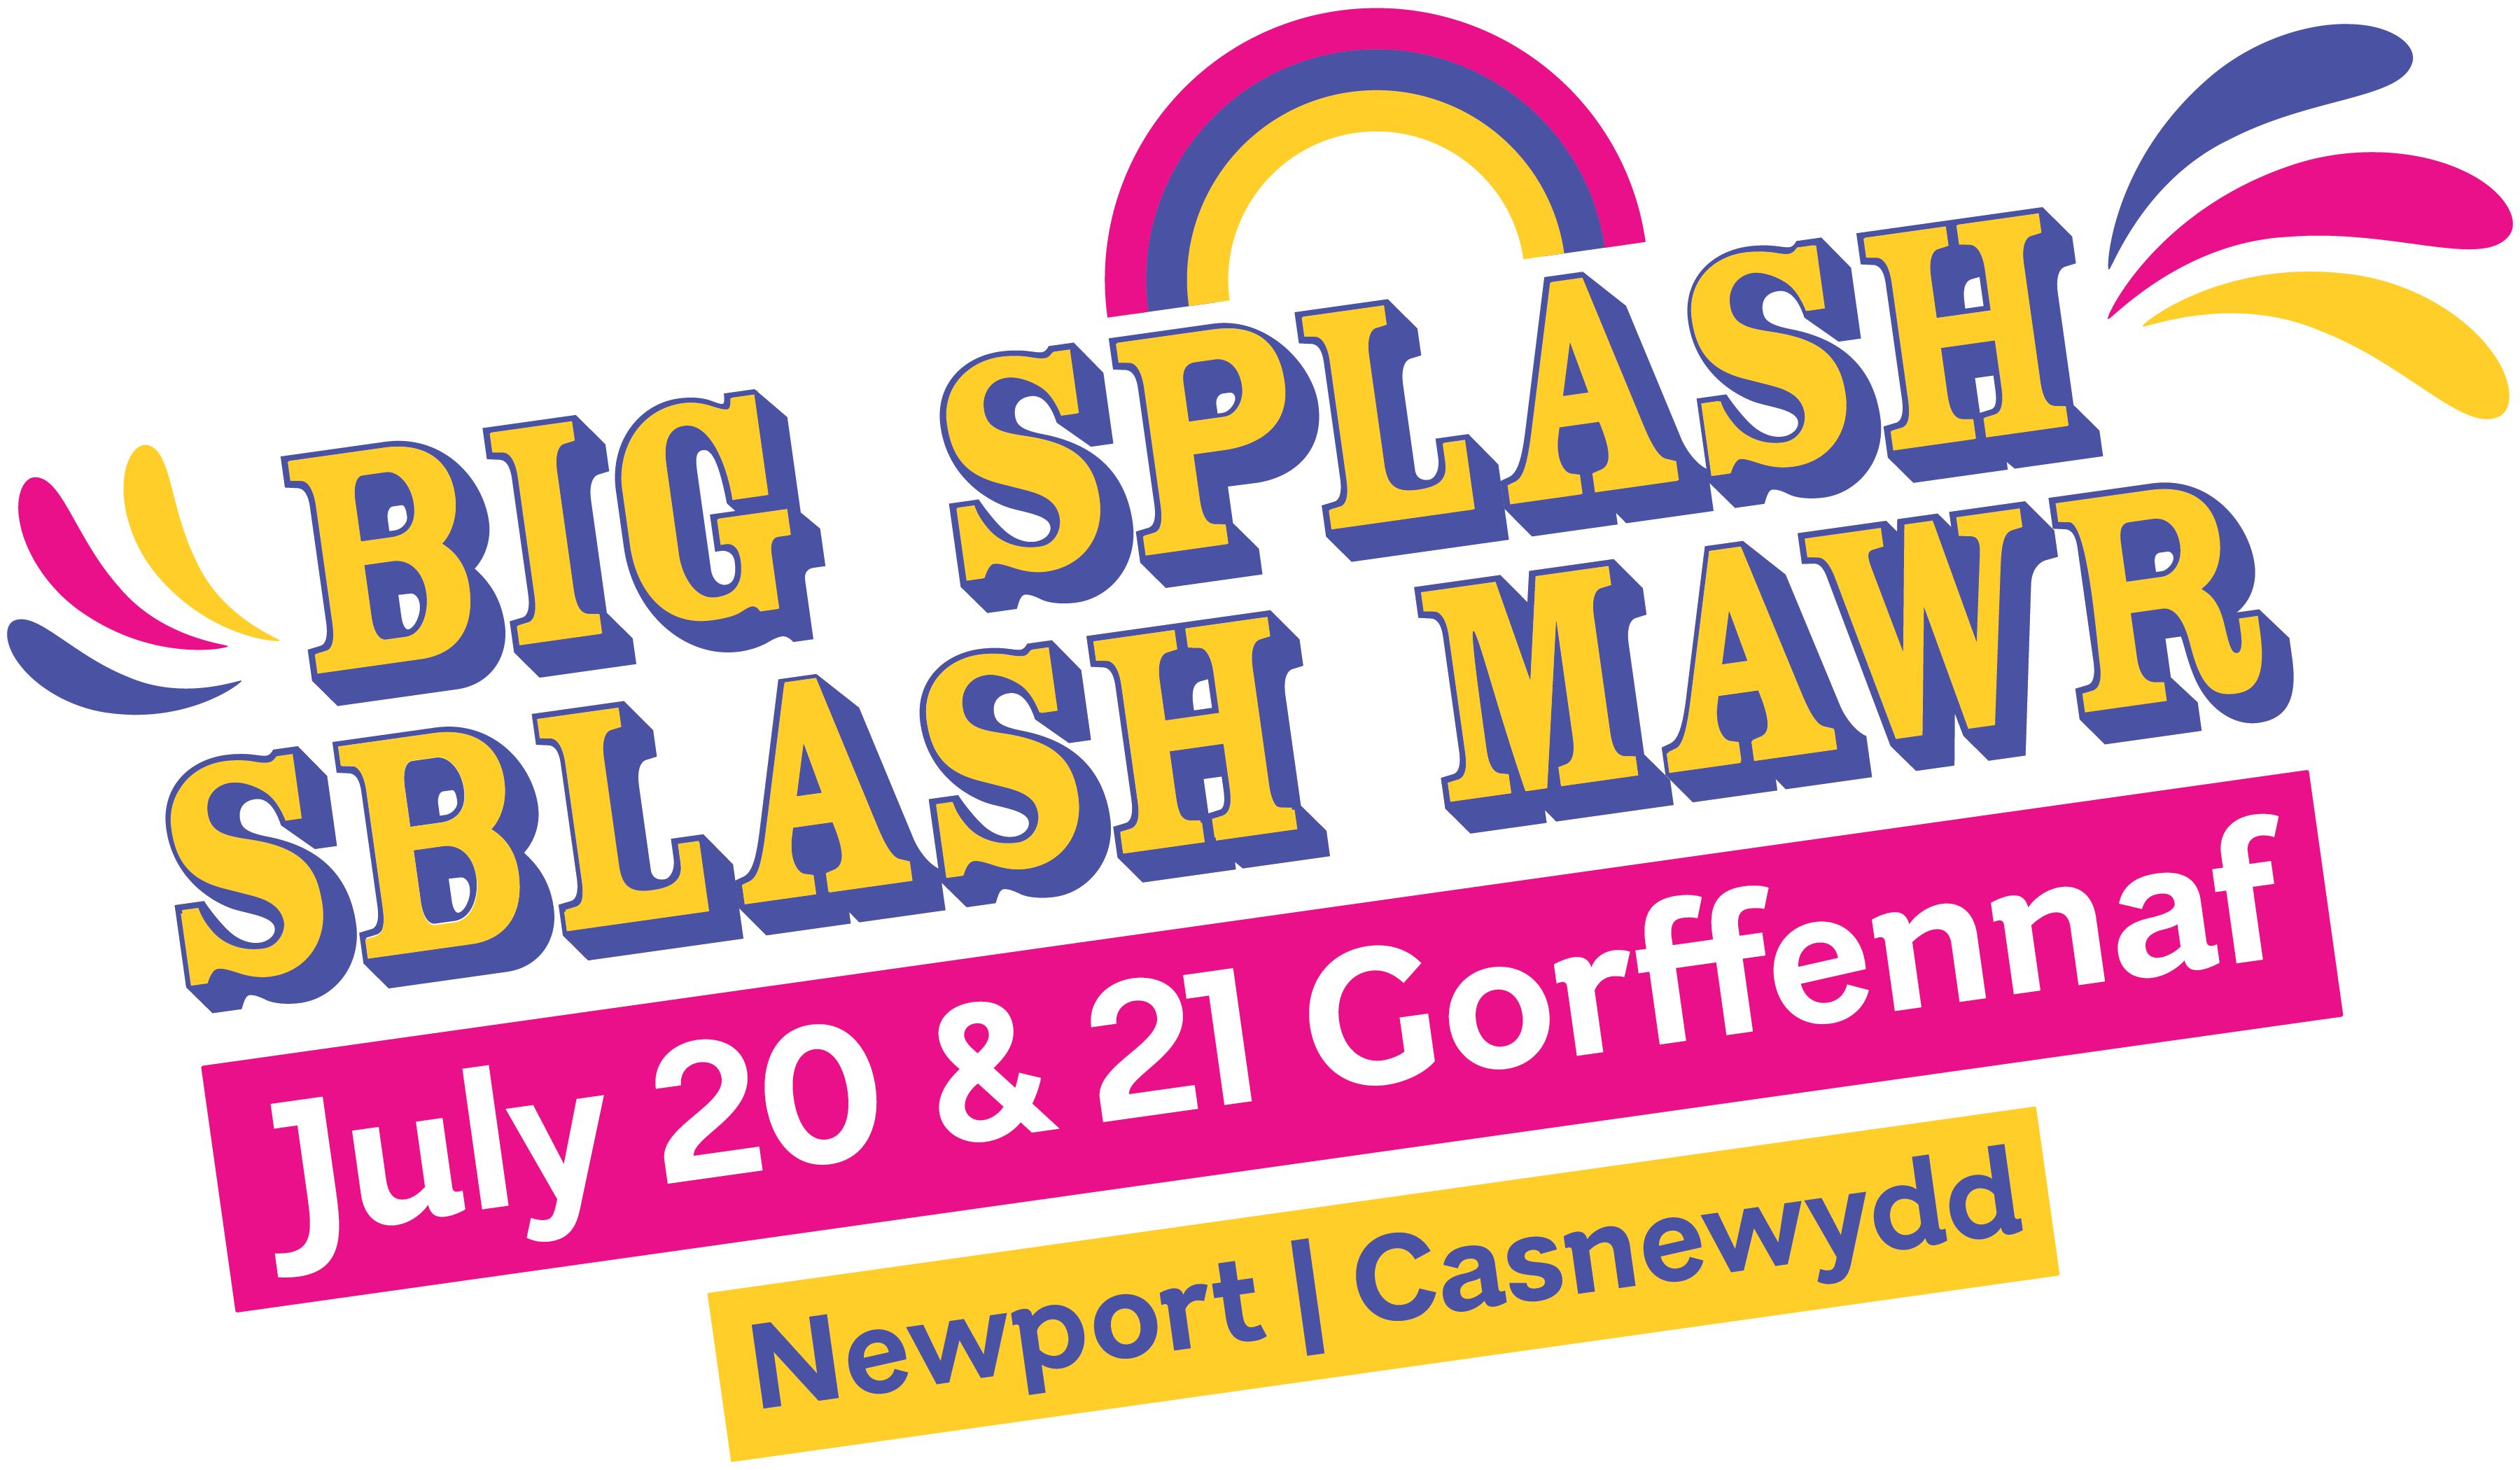 BIG SPLASH
SBLASH MAWR
July 20 & 21 Gorffennaf
Newport | Casnewydd